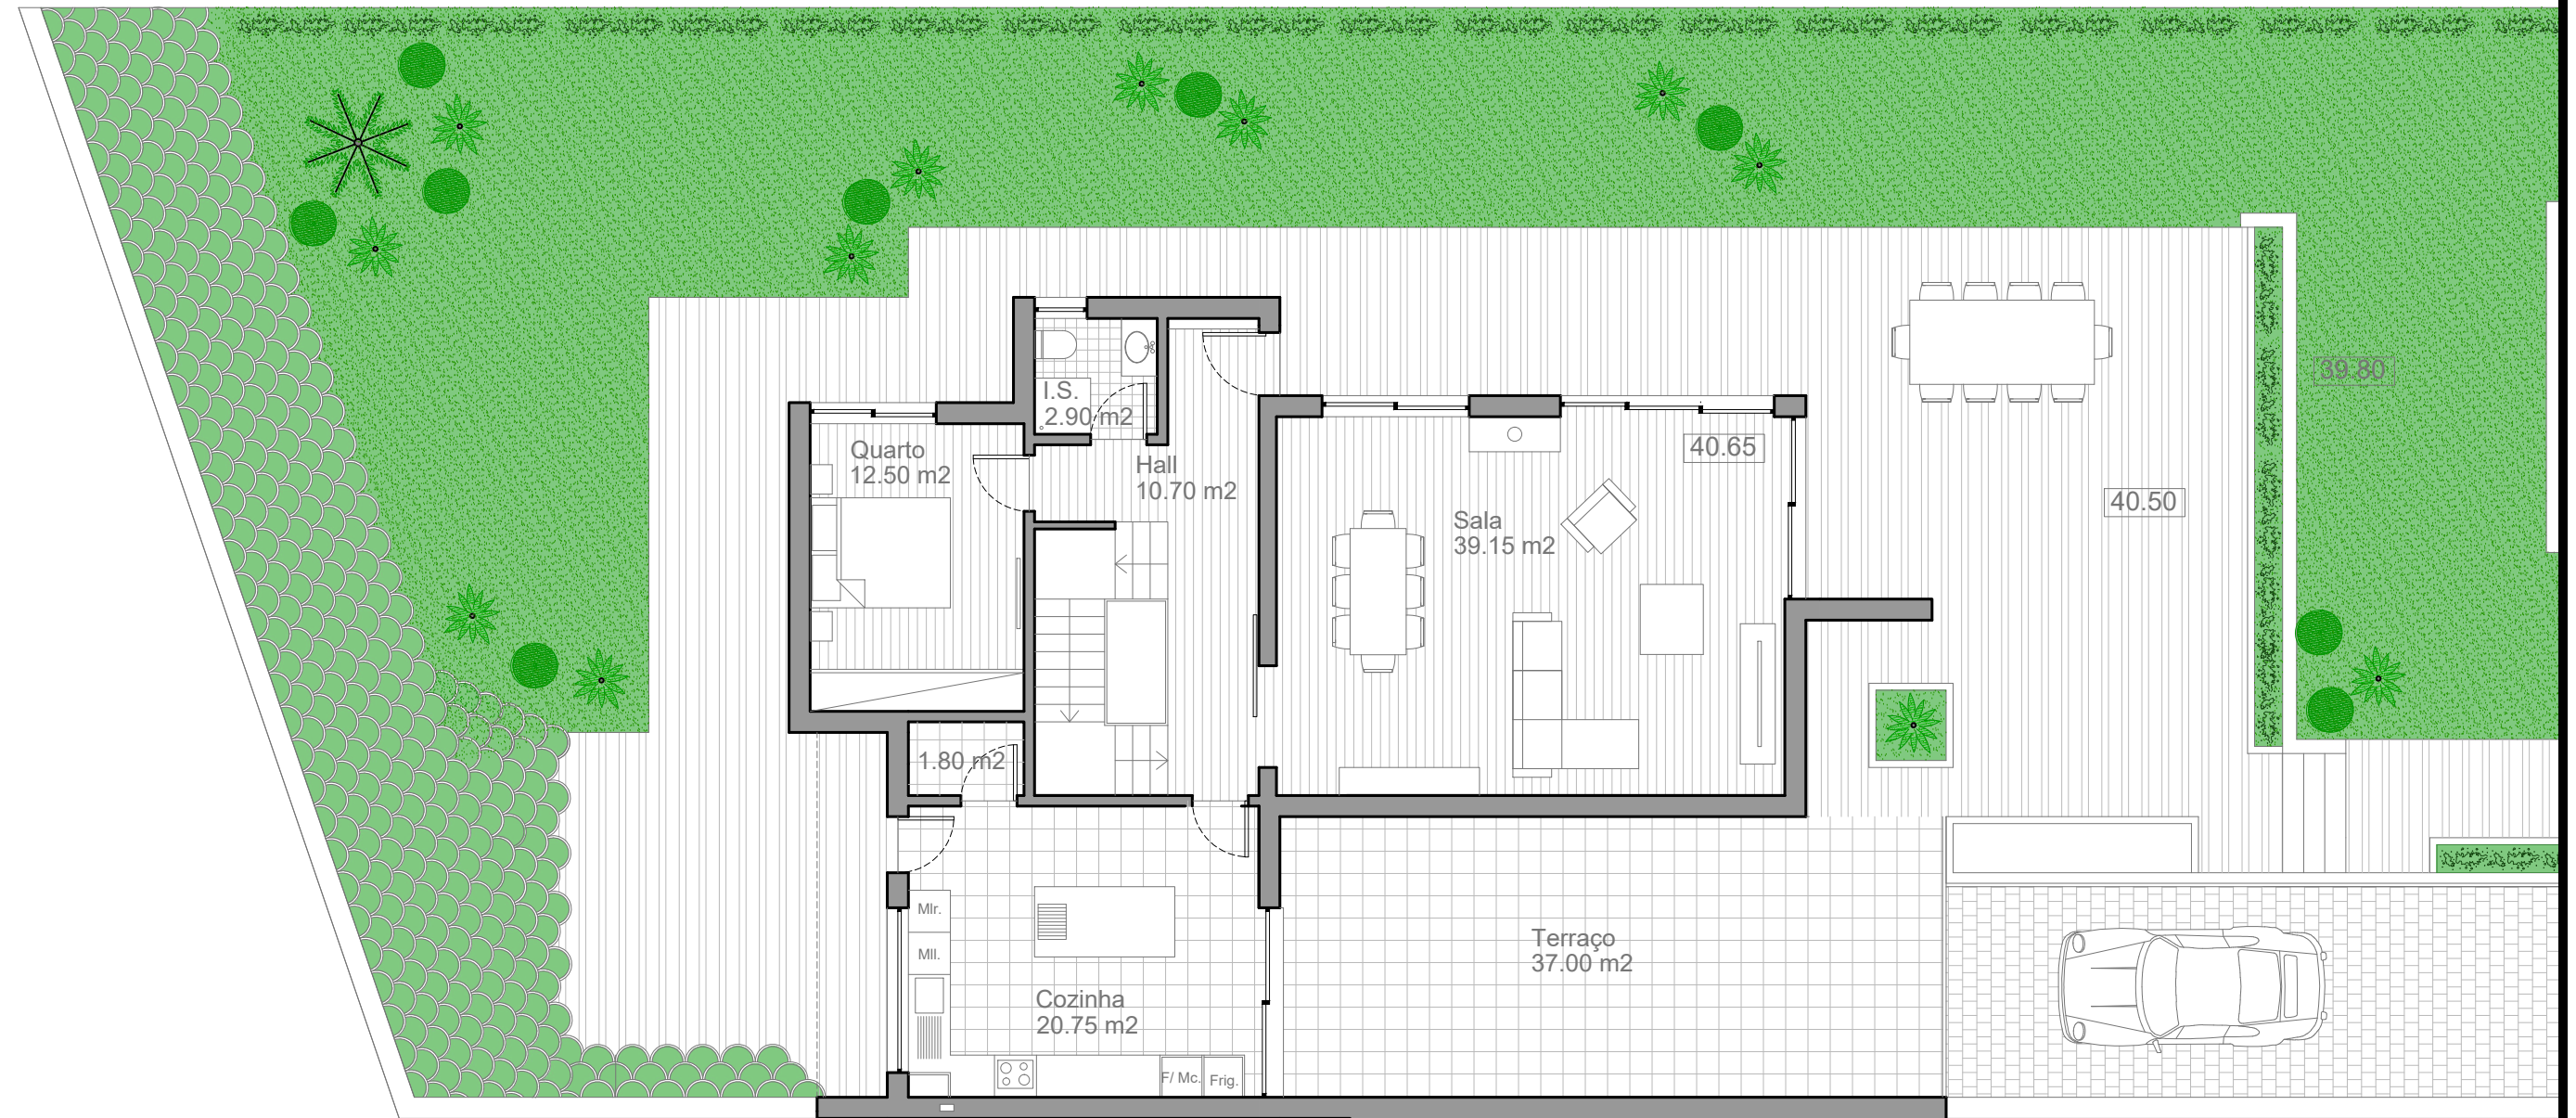 39.80
I.S.
2.90 m2
Quarto
12.50 m2
40.65
Hall
10.70 m2
40.50
Sala
39.15 m2
1.80 m2
Mlr.
Mll.
Terraço
37.00 m2
Cozinha
20.75 m2
F/ Mc.
Frig.